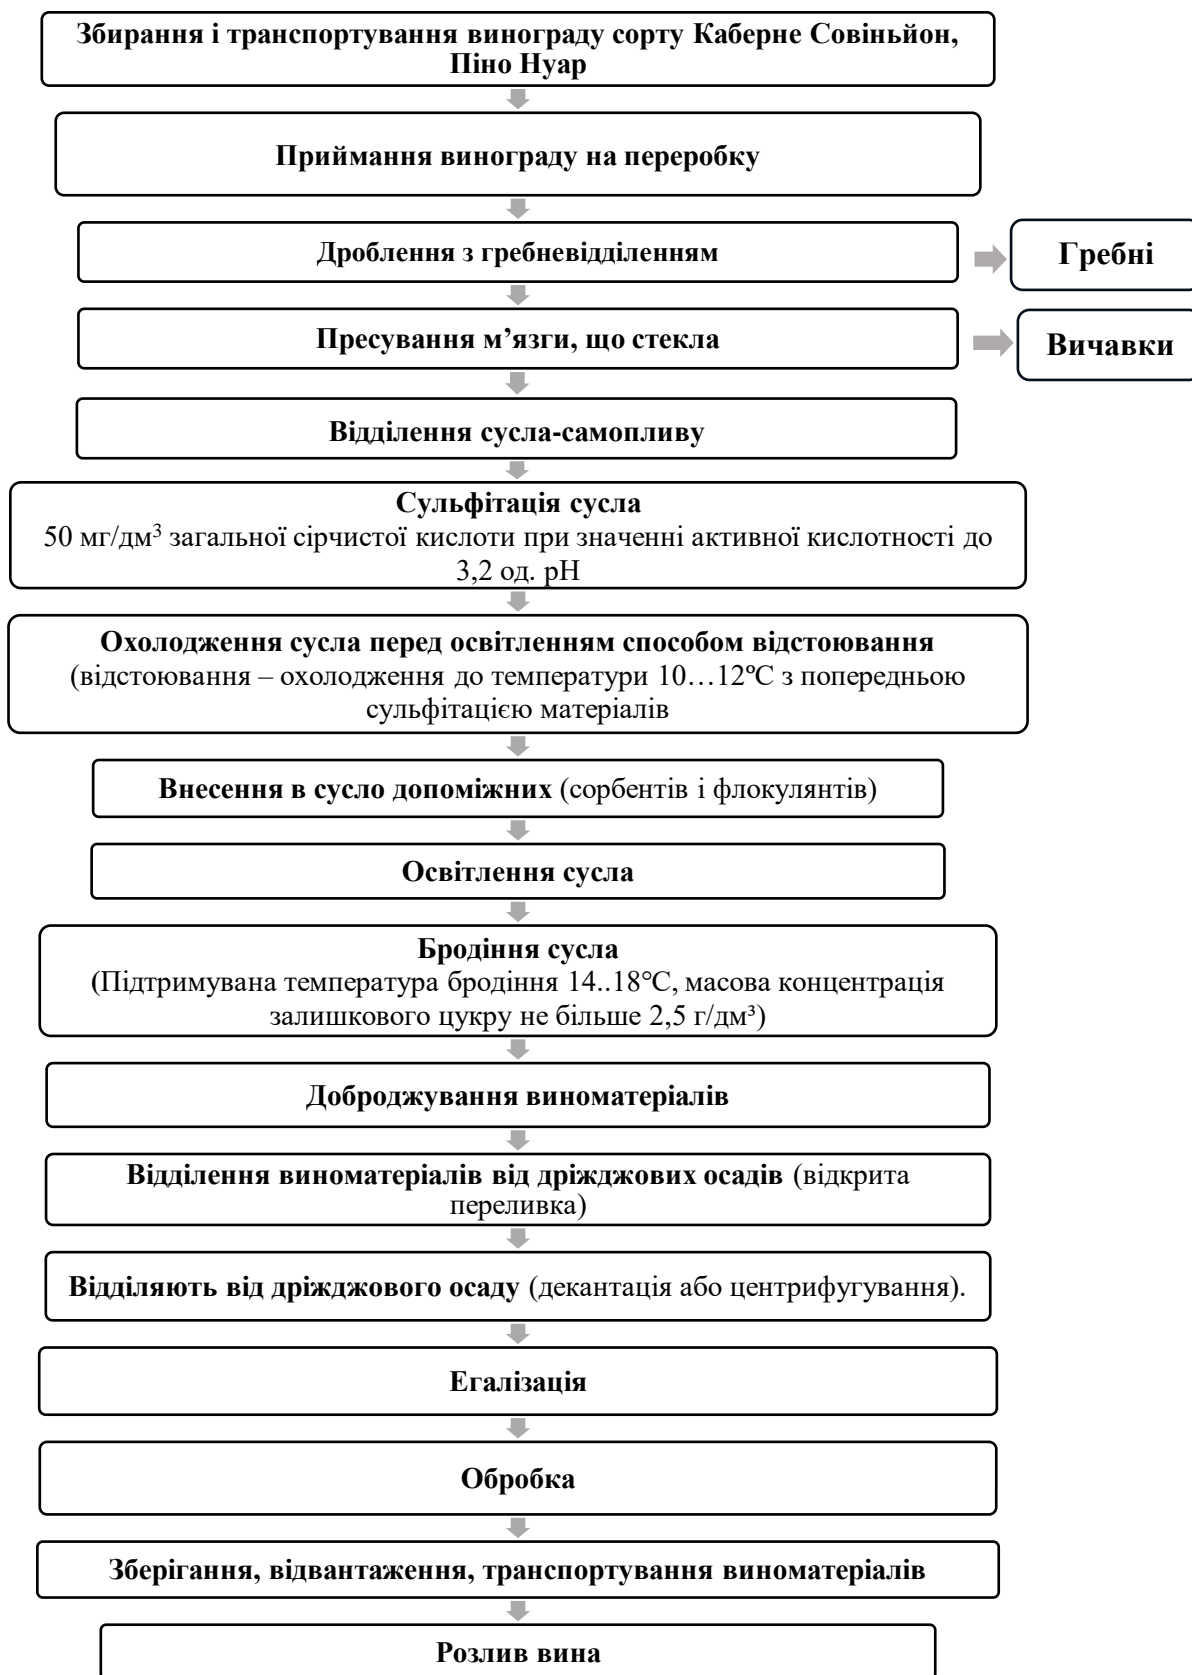 Збирання і транспортування винограду сорту Каберне Совіньйон,
Піно Нуар
Приймання винограду на переробку
Дроблення з гребневідділенням
Гребні
Пресування м’язги, що стекла
Вичавки
Відділення сусла-самопливу
Сульфітація сусла
50 мг/дм³ загальної сірчистої кислоти при значенні активної кислотності до
3,2 од. рН
Охолодження сусла перед освітленням способом відстоювання
(відстоювання – охолодження до температури 10…12ºС з попередньою
сульфітацією матеріалів
Внесення в сусло допоміжних (сорбентів і флокулянтів)
Освітлення сусла
Бродіння сусла
(Підтримувана температура бродіння 14..18°С, масова концентрація
залишкового цукру не більше 2,5 г/дм³)
Доброджування виноматеріалів
Відділення виноматеріалів від дріжджових осадів (відкрита
переливка)
Відділяють від дріжджового осаду (декантація або центрифугування).
Егалізація
Обробка
Зберігання, відвантаження, транспортування виноматеріалів
Розлив вина